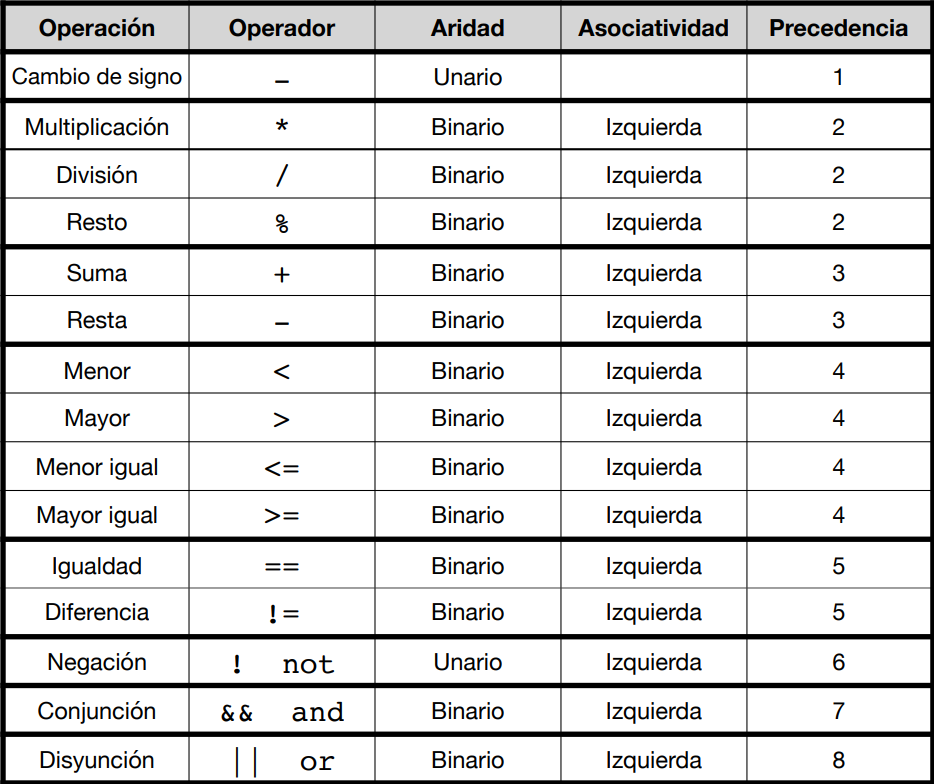 Operación Operador Aridad Asociatividad Precedencia
Cambio de signo - Unario 1
Multiplicación * Binario Izquierda 2
División / Binario Izquierda 2
Resto % Binario Izquierda 2
Suma + Binario Izquierda 3
Resta - Binario Izquierda 3
Menor < Binario Izquierda 4
Mayor > Binario Izquierda 4
Menor igual <= Binario Izquierda 4
Mayor igual >= Binario Izquierda 4
Igualdad == Binario Izquierda 5
Diferencia != Binario Izquierda 5
Negación ! not Unario Izquierda 6
Conjunción && and Binario Izquierda 7
Disyunción || or Binario Izquierda 8